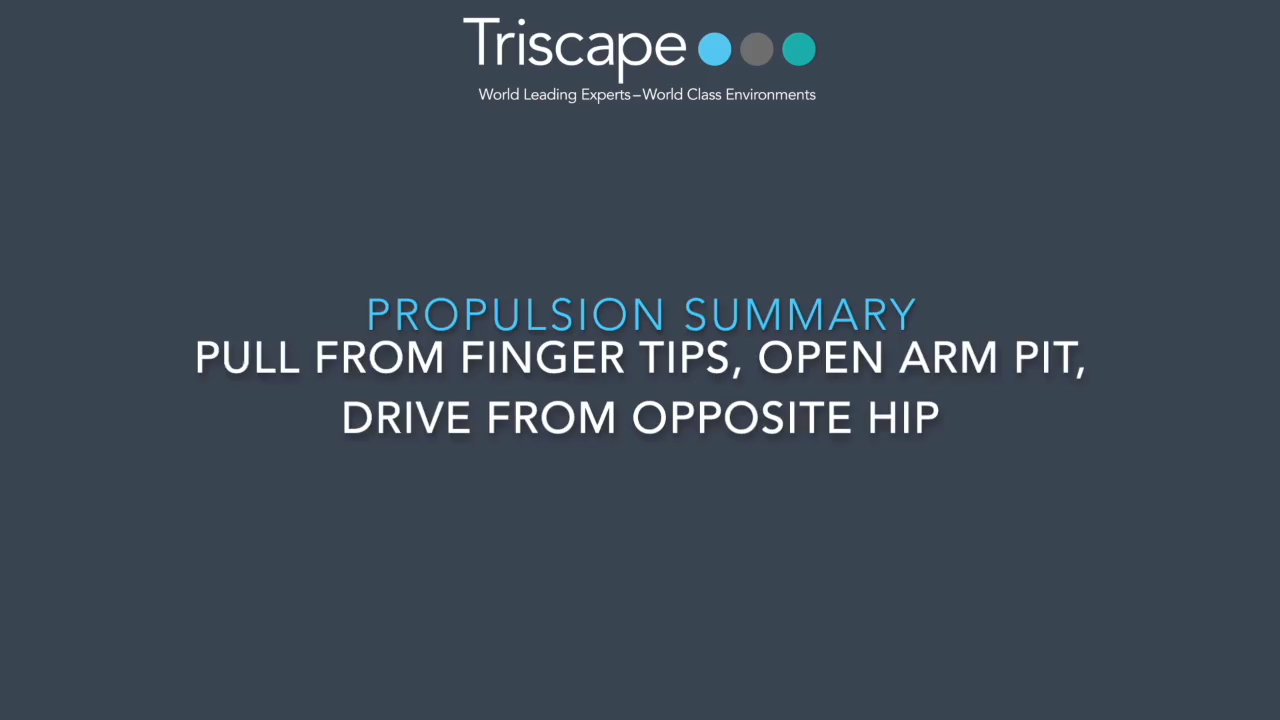 Triscape
World Leading Experts – World Class Environments
PROPULSION SUMMARY
PULL FROM FINGER TIPS, OPEN ARM PIT,
DRIVE FROM OPPOSITE HIP